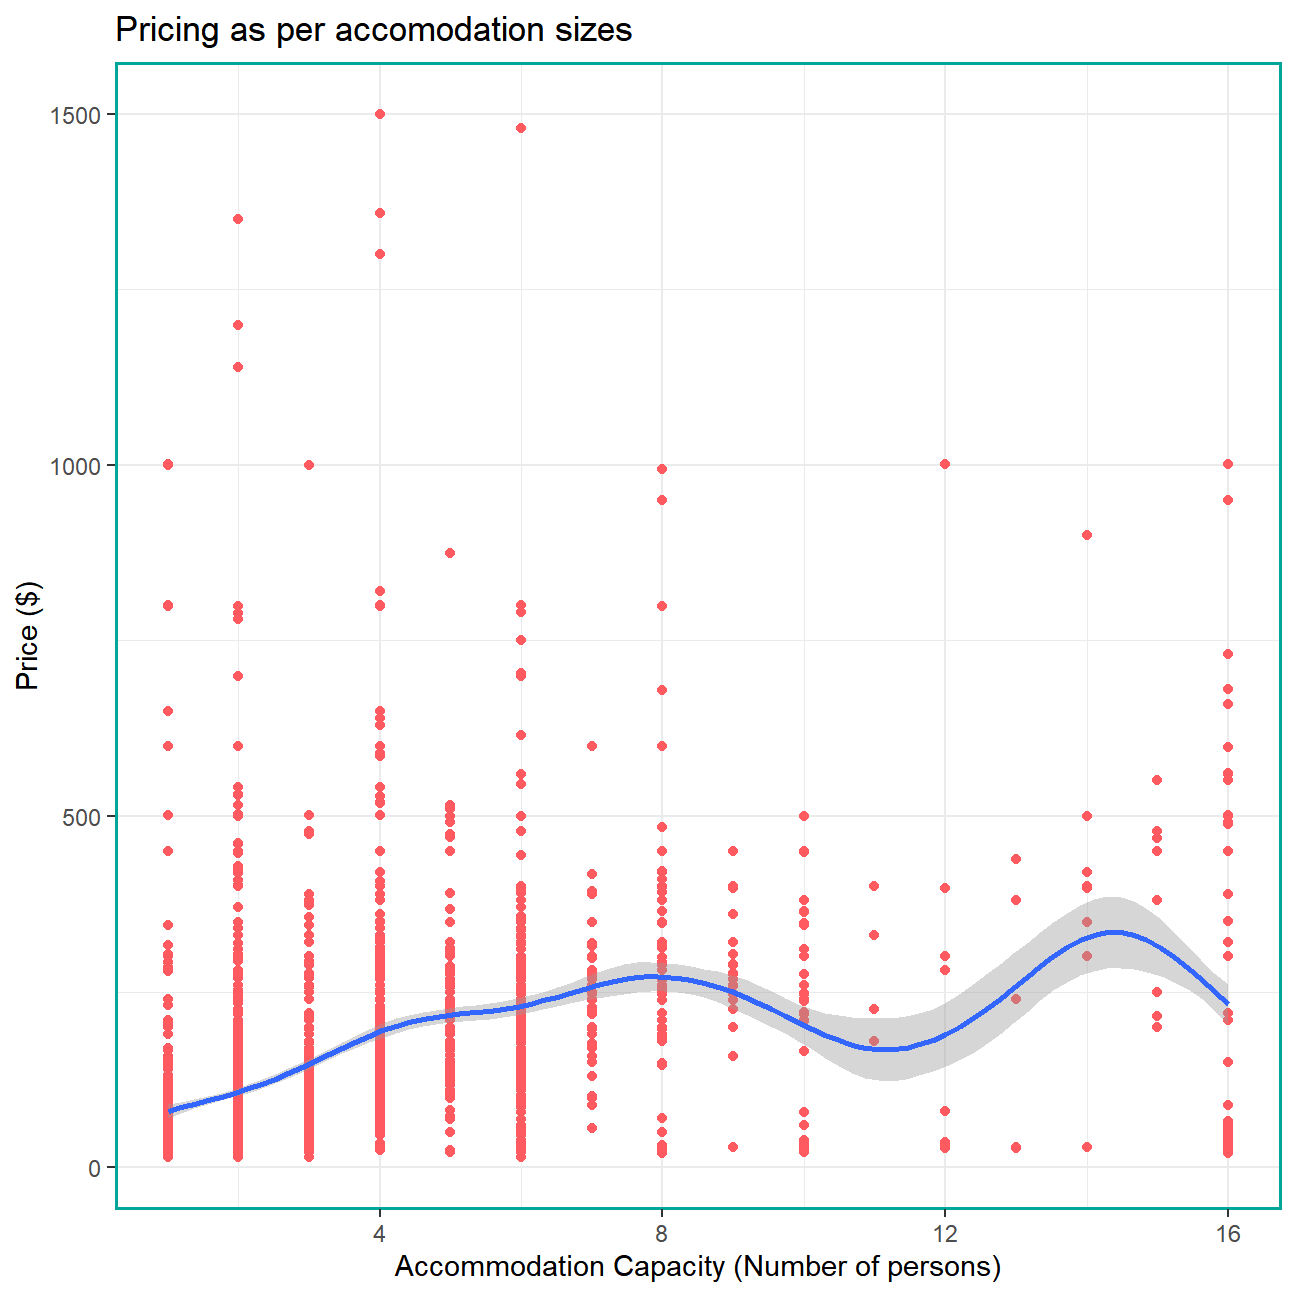 Pricing as per accomodation sizes
1500
1000
500
0
Price ($)
4 8 12 16
Accommodation Capacity (Number of persons)